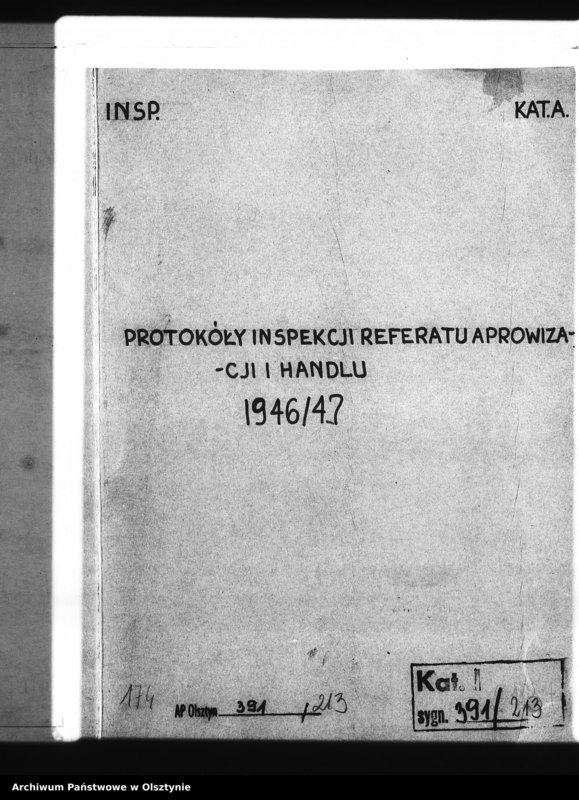 INSP. KAT.A.
PROTOKÓŁY INSPEKCJI REFERATU APROWIZA-
-CJI I HANDLU
1946/47
174
AP Olsztyn 391/213
Kat. II
sygn. 391/213
Archiwum Państwowe w Olsztynie